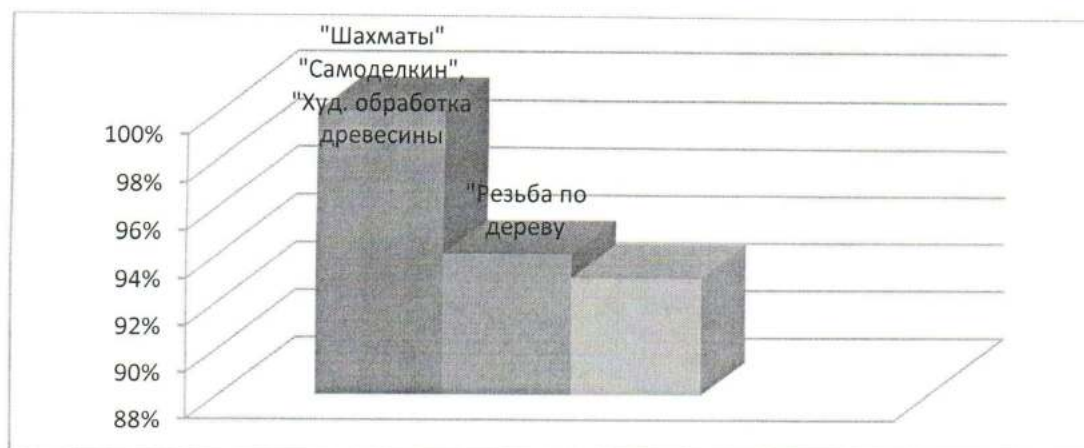 "Шахматы"
"Самоделкин",
"Худ. обработка
древесины
"Резьба по
дереву
100%
98%
96%
94%
92%
90%
88%